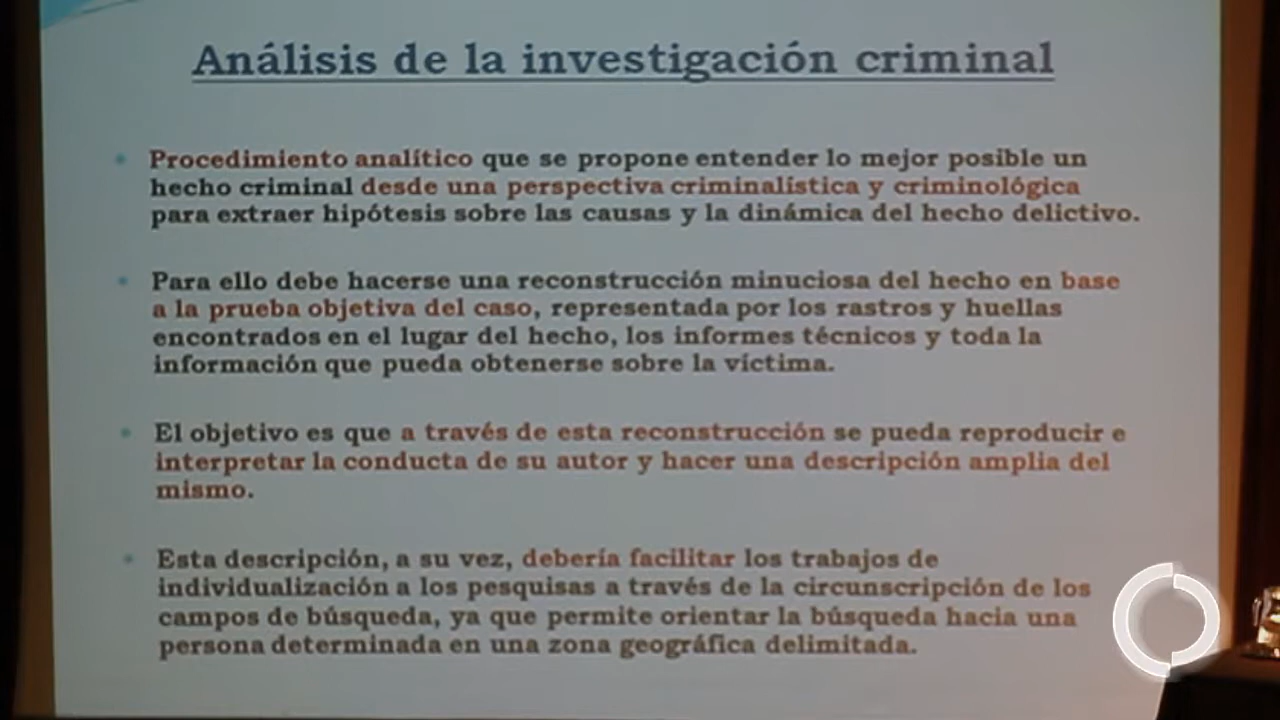 Análisis de la investigación criminal
Procedimiento analítico que se propone entender lo mejor posible un
hecho criminal desde una perspectiva criminalística y criminológica
para extraer hipótesis sobre las causas y la dinámica del hecho delictivo.
Para ello debe hacerse una reconstrucción minuciosa del hecho en base
a la prueba objetiva del caso, representada por los rastros y huellas
encontrados en el lugar del hecho, los informes técnicos y toda la
información que pueda obtenerse sobre la víctima.
El objetivo es que a través de esta reconstrucción se pueda reproducir e
interpretar la conducta de su autor y hacer una descripción amplia del
mismo.
Esta descripción, a su vez, debería facilitar los trabajos de
individualización a los pesquisas a través de la circunscripción de los
campos de búsqueda, ya que permite orientar la búsqueda hacia una
persona determinada en una zona geográfica delimitada.